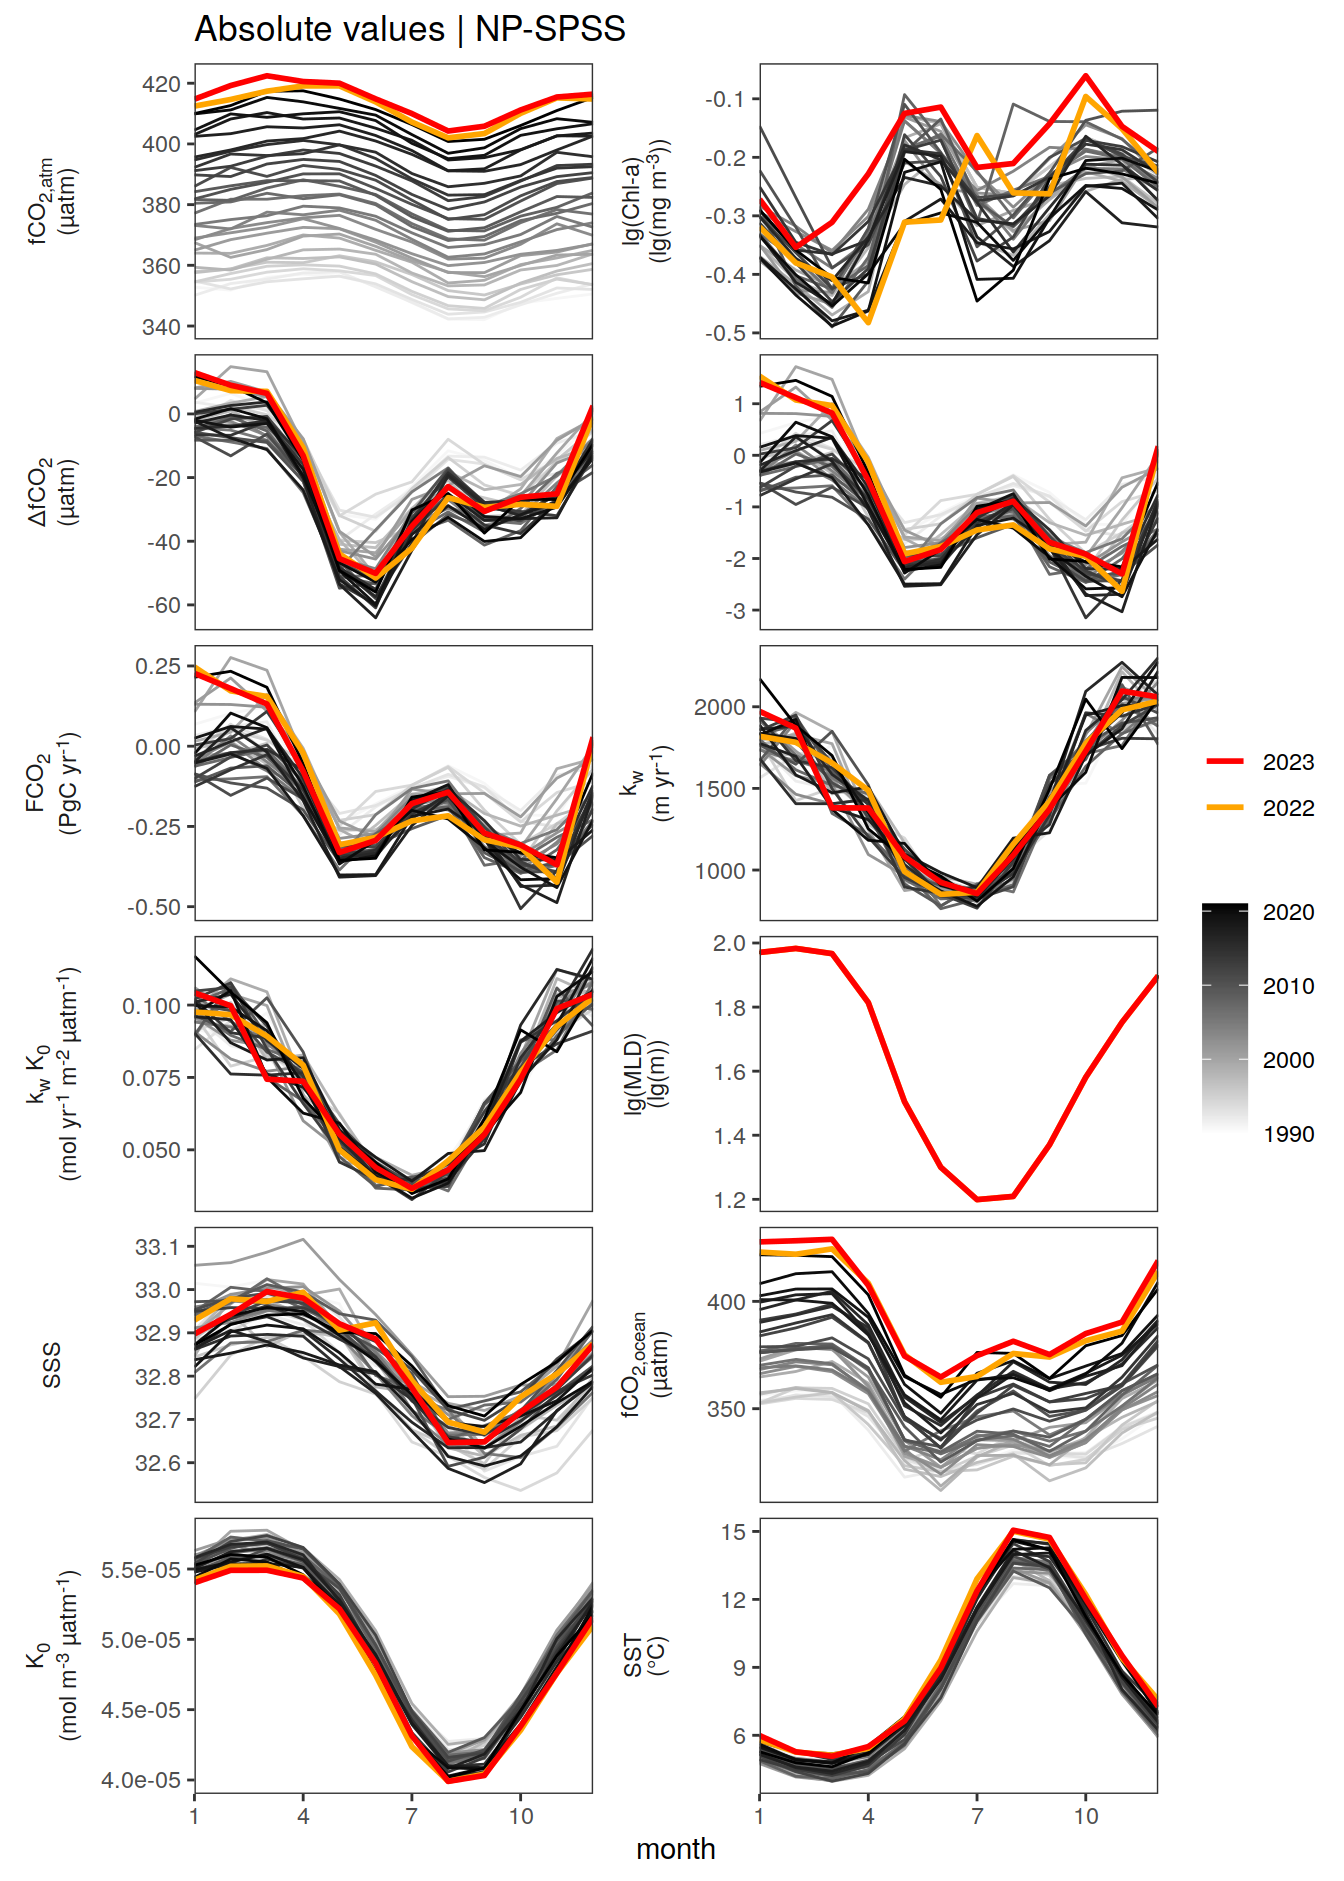 Absolute values | NP-SPSS
fCO2,atm
(µatm)
420
400
380
360
340
lg(Chl-a)
(lg(mg m-3))
-0.1
-0.2
-0.3
-0.4
-0.5
ΔfCO2
(µatm)
0
-20
-40
-60
1
0
-1
-2
-3
FCO2
(PgC yr-1)
0.25
0.00
-0.25
-0.50
kw
(m yr-1)
2000
1500
1000
kw K0
(mol yr-1 m-2 µatm-1)
0.100
0.075
0.050
lg(MLD)
(lg(m))
2.0
1.8
1.6
1.4
1.2
SSS
33.1
33.0
32.9
32.8
32.7
32.6
fCO2,ocean
(µatm)
400
350
K0
(mol m-3 µatm-1)
5.5e-05
5.0e-05
4.5e-05
4.0e-05
SST
(°C)
15
12
9
6
1 4 7 10
1 4 7 10
month
2023
2022
2020
2010
2000
1990